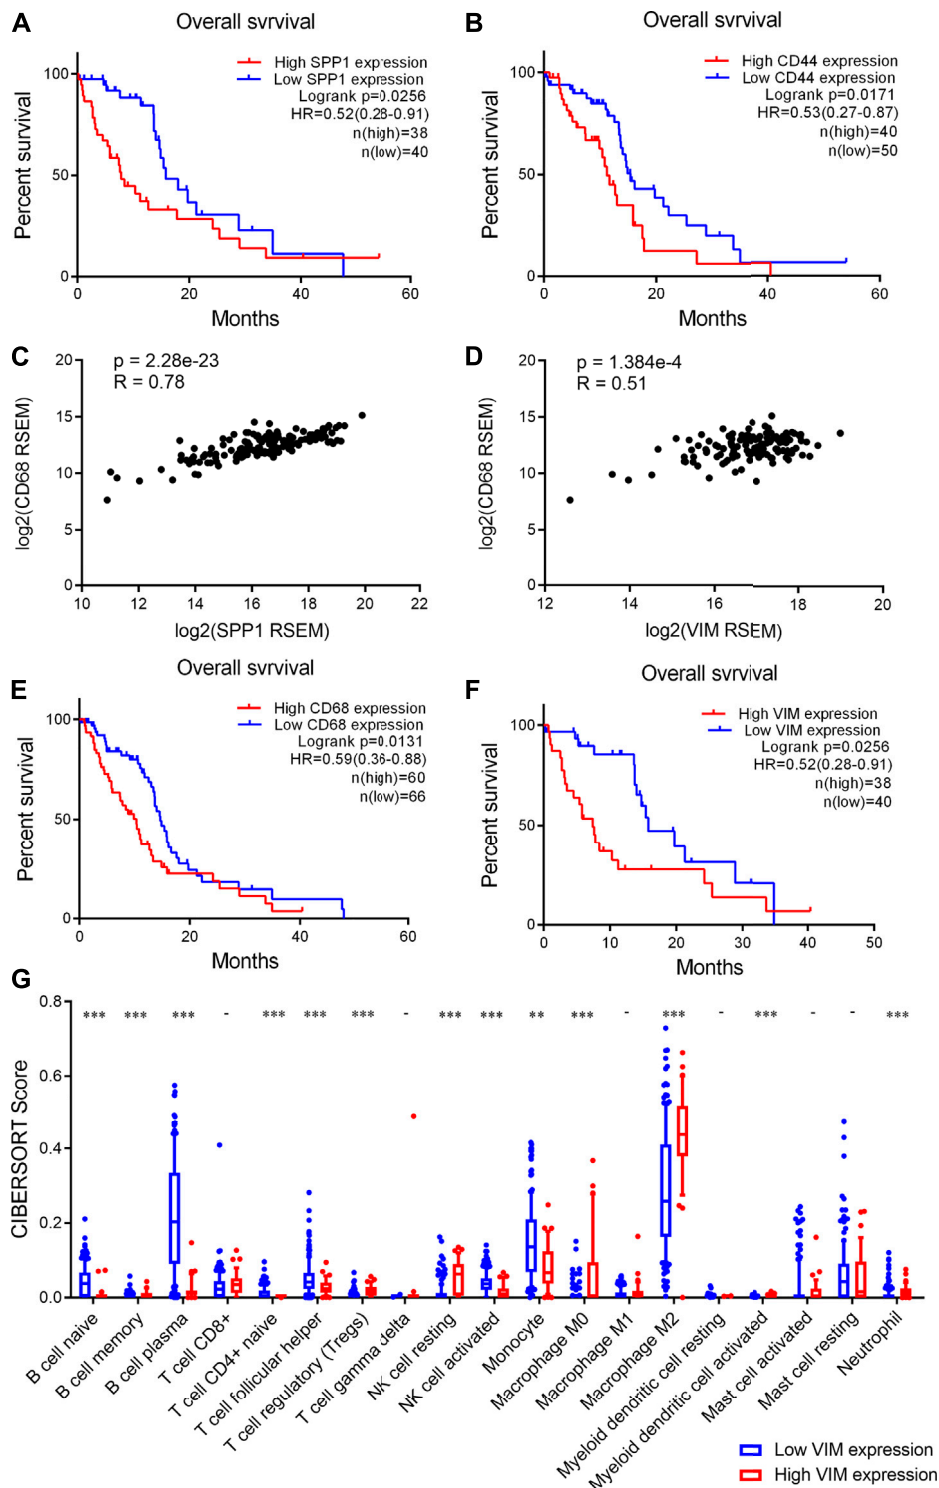 A
Overall svrvival
High SPP1 expression
Low SPP1 expression
Logrank p=0.0256
HR=0.52(0.28-0.91)
n(high)=38
n(low)=40
Percent survival
100
50
0
0 20 40 60
Months
B
Overall svrvival
High CD44 expression
Low CD44 expression
Logrank p=0.0171
HR=0.53(0.27-0.87)
n(high)=40
n(low)=50
Percent survival
100
50
0
0 20 40 60
Months
C
p = 2.28e-23
R = 0.78
log2(CD68 RSEM)
20
15
10
5
0
10 12 14 16 18 20 22
log2(SPP1 RSEM)
D
p = 1.384e-4
R = 0.51
log2(CD68 RSEM)
20
15
10
5
0
12 14 16 18 20
log2(VIM RSEM)
E
Overall svrvival
High CD68 expression
Low CD68 expression
Logrank p=0.0131
HR=0.59(0.36-0.88)
n(high)=60
n(low)=66
Percent survival
100
50
0
0 20 40 60
Months
F
Overall svrvival
High VIM expression
Low VIM expression
Logrank p=0.0256
HR=0.52(0.28-0.91)
n(high)=38
n(low)=40
Percent survival
100
50
0
0 10 20 30 40 50
Months
G
CIBERSORT Score
0.8
0.6
0.4
0.2
0.0
*** *** *** - *** *** *** - *** *** ** *** - *** - *** - - ***
B cell naive
B cell memory
B cell plasma
T cell CD8+
T cell CD4+ naive
T cell follicular helper
T cell regulatory (Tregs)
T cell gamma delta
NK cell resting
NK cell activated
Monocyte
Macrophage M0
Macrophage M1
Macrophage M2
Myeloid dendritic cell resting
Myeloid dendritic cell activated
Mast cell activated
Mast cell resting
Neutrophil
Low VIM expression
High VIM expression